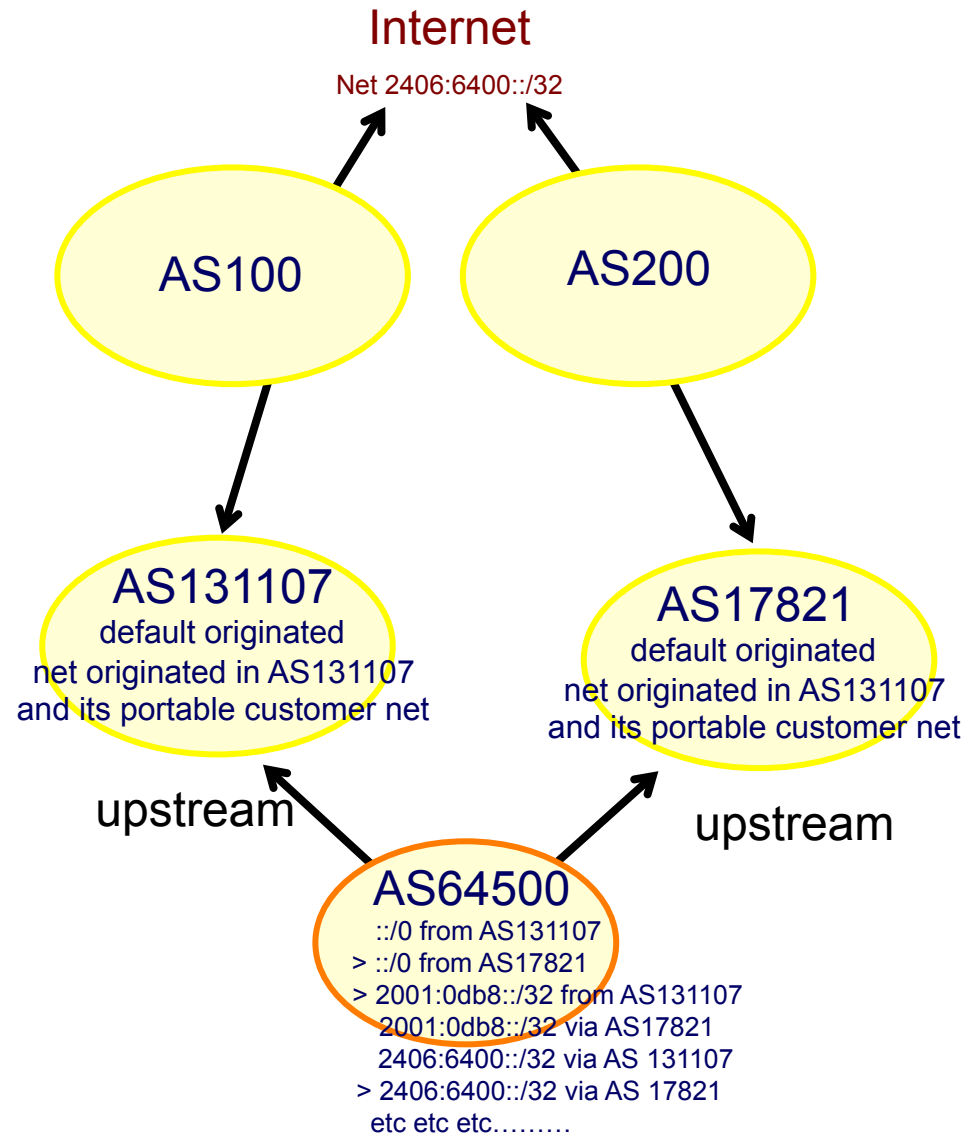 Internet
Net 2406:6400::/32
AS100
AS200
AS131107
default originated
net originated in AS131107
and its portable customer net
AS17821
default originated
net originated in AS131107
and its portable customer net
upstream
upstream
AS64500
::/0 from AS131107
> ::/0 from AS17821
> 2001:0db8::/32 from AS131107
2001:0db8::/32 via AS17821
2406:6400::/32 via AS 131107
> 2406:6400::/32 via AS 17821
etc etc etc………